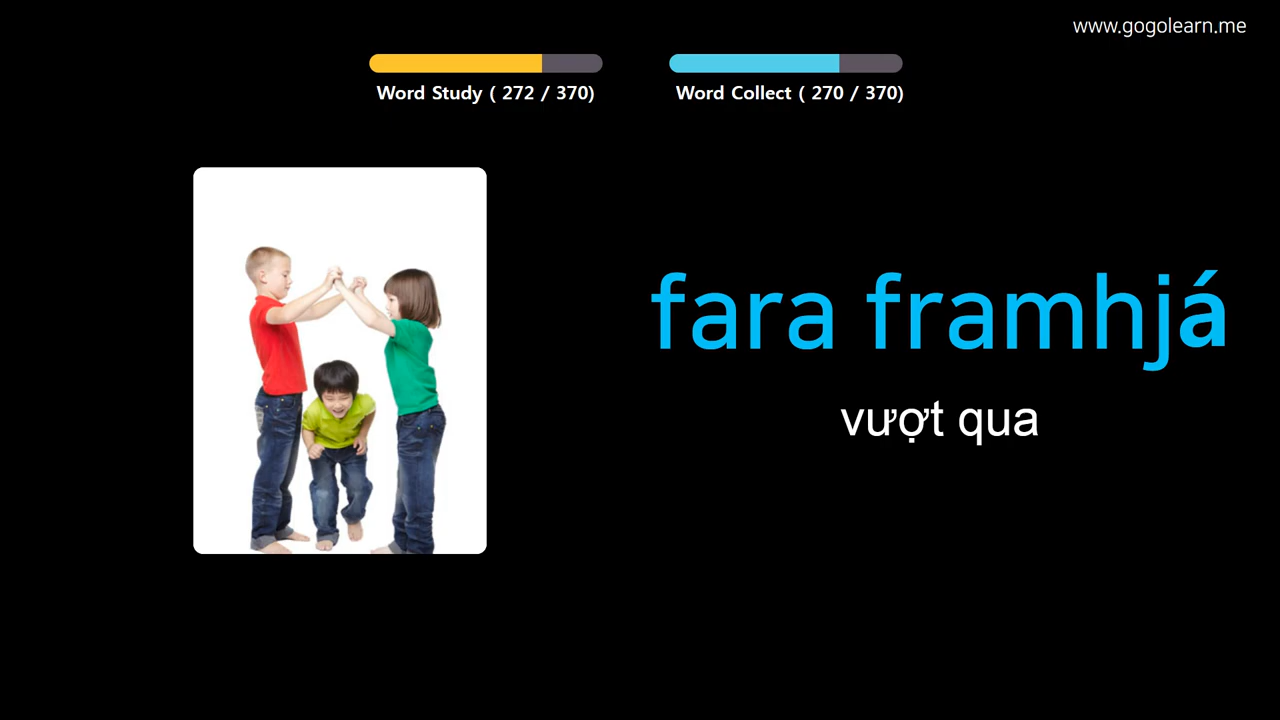 www.gogolearn.me
Word Study ( 272 / 370)
Word Collect ( 270 / 370)
fara framhjá
vượt qua